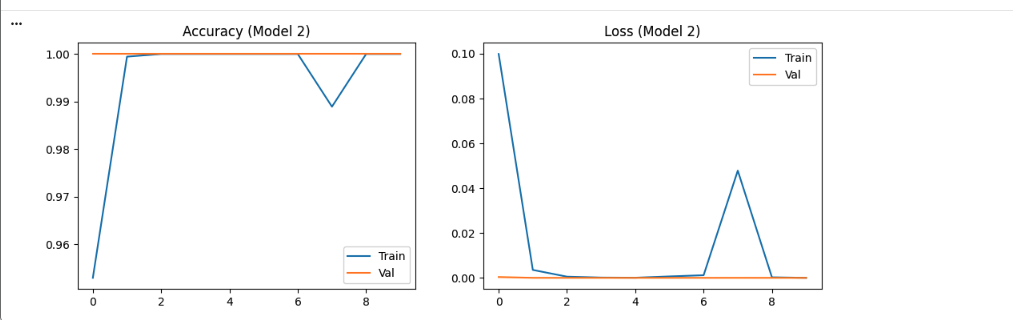 ...
Accuracy (Model 2)
1.00
0.99
0.98
0.97
0.96
0 2 4 6 8
Train
Val
Loss (Model 2)
0.10
0.08
0.06
0.04
0.02
0.00
0 2 4 6 8
Train
Val